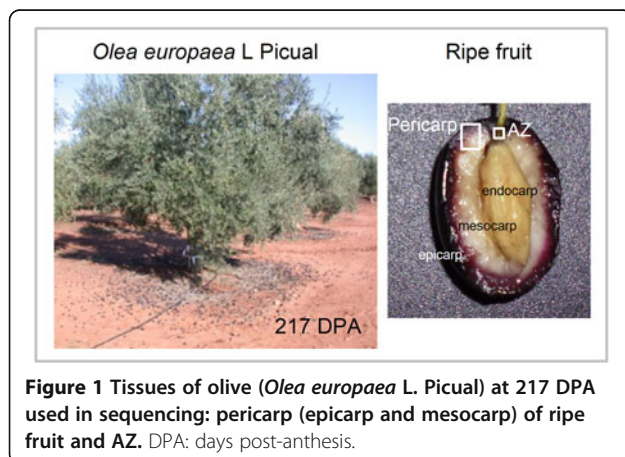 Olea europaea L Picual
Ripe fruit
Pericarp
AZ
endocarp
mesocarp
epicarp
217 DPA
Figure 1 Tissues of olive (Olea europaea L. Picual) at 217 DPA
used in sequencing: pericarp (epicarp and mesocarp) of ripe
fruit and AZ. DPA: days post-anthesis.